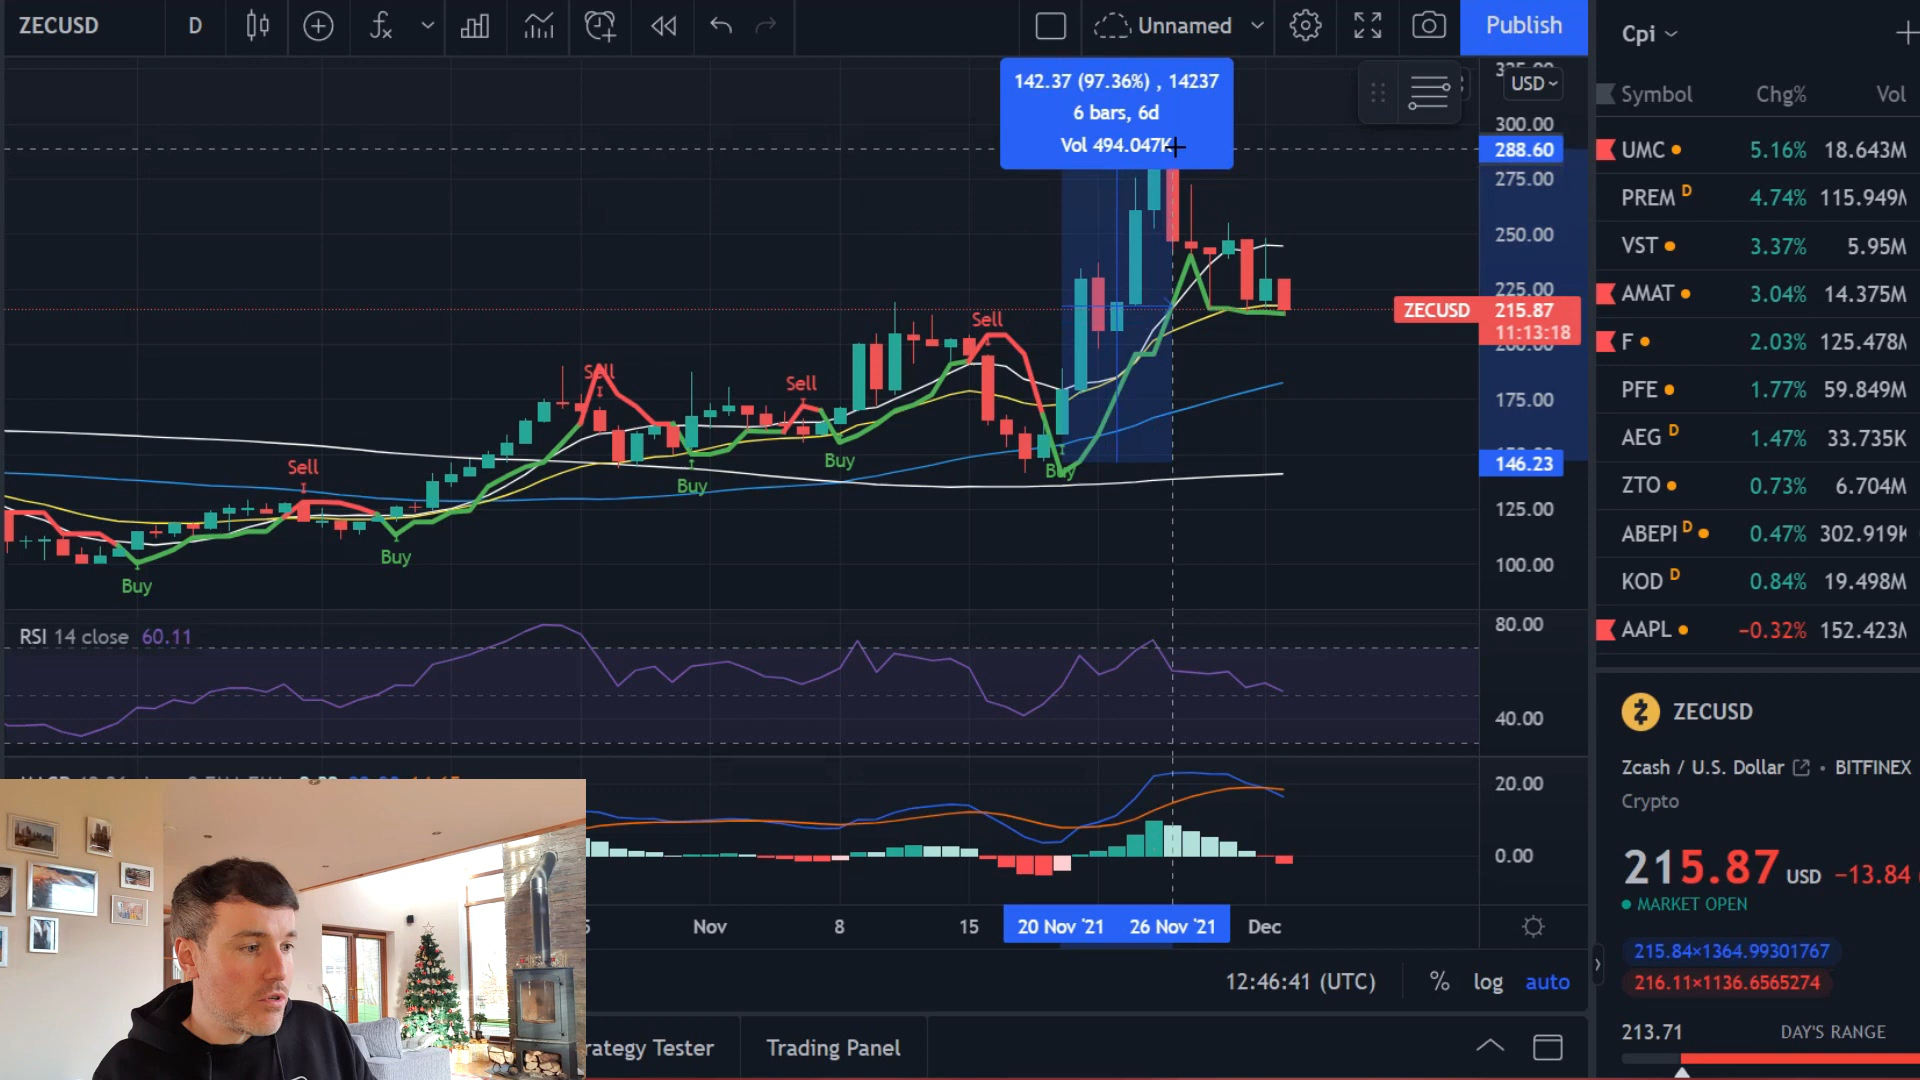 ZECUSD
D
Unnamed
Publish
Cpi
142.37 (97.36%) , 14237
6 bars, 6d
Vol 494.047K
USD
300.00
288.60
275.00
250.00
225.00
ZECUSD 215.87
11:13:18
200.00
175.00
146.23
125.00
100.00
Sell
Sell
Sell
Sell
Buy
Buy
Buy
Buy
Buy
RSI 14 close 60.11
80.00
40.00
20.00
0.00
Nov
8
15
20 Nov '21
26 Nov '21
Dec
12:46:41 (UTC)
%
log
auto
Trading Panel
Symbol Chg% Vol
UMC 5.16% 18.643M
PREM D 4.74% 115.949M
VST 3.37% 5.95M
AMAT 3.04% 14.375M
F 2.03% 125.478M
PFE 1.77% 59.849M
AEG D 1.47% 33.735K
ZTO 0.73% 6.704M
ABEPI D 0.47% 302.919K
KOD D 0.84% 19.498M
AAPL −0.32% 152.423M
ZECUSD
Zcash / U.S. Dollar • BITFINEX
Crypto
215.87 USD −13.84
MARKET OPEN
215.84×1364.99301767
216.11×1136.6565274
213.71 DAY'S RANGE